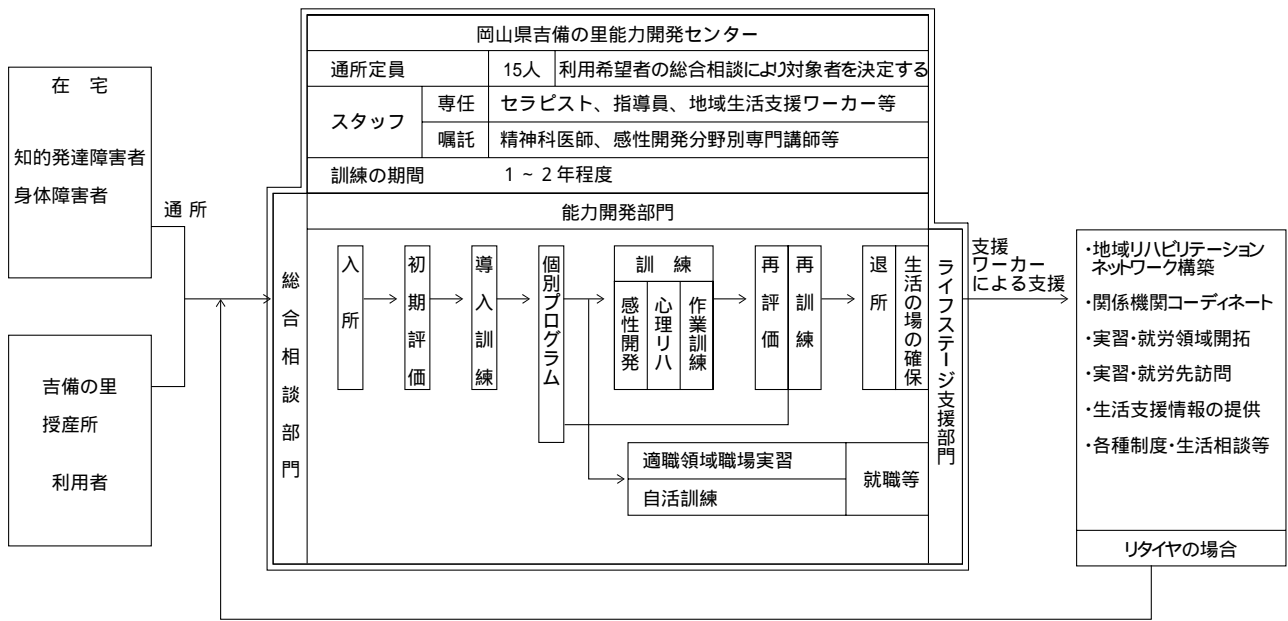 岡山県吉備の里能力開発センター
通所定員 15人 利用希望者の総合相談により対象者を決定する
スタッフ 専任 セラピスト、指導員、地域生活支援ワーカー等
嘱託 精神科医師、感性開発分野別専門講師等
訓練の期間 1~2年程度
在 宅
知的発達障害者
身体障害者
吉備の里
授産所
利用者
通所
総合相談部門
能力開発部門
入所
初期評価
導入訓練
個別プログラム
訓 練
感性開発
心理リハ
作業訓練
再評価
再訓練
退所
生活の場の確保
適職領域職場実習
自活訓練
就職等
ライフステージ支援部門
支援
ワーカー
による支援
・地域リハビリテーション
ネットワーク構築
・関係機関コーディネート
・実習・就労領域開拓
・実習・就労先訪問
・生活支援情報の提供
・各種制度・生活相談等
リタイヤの場合